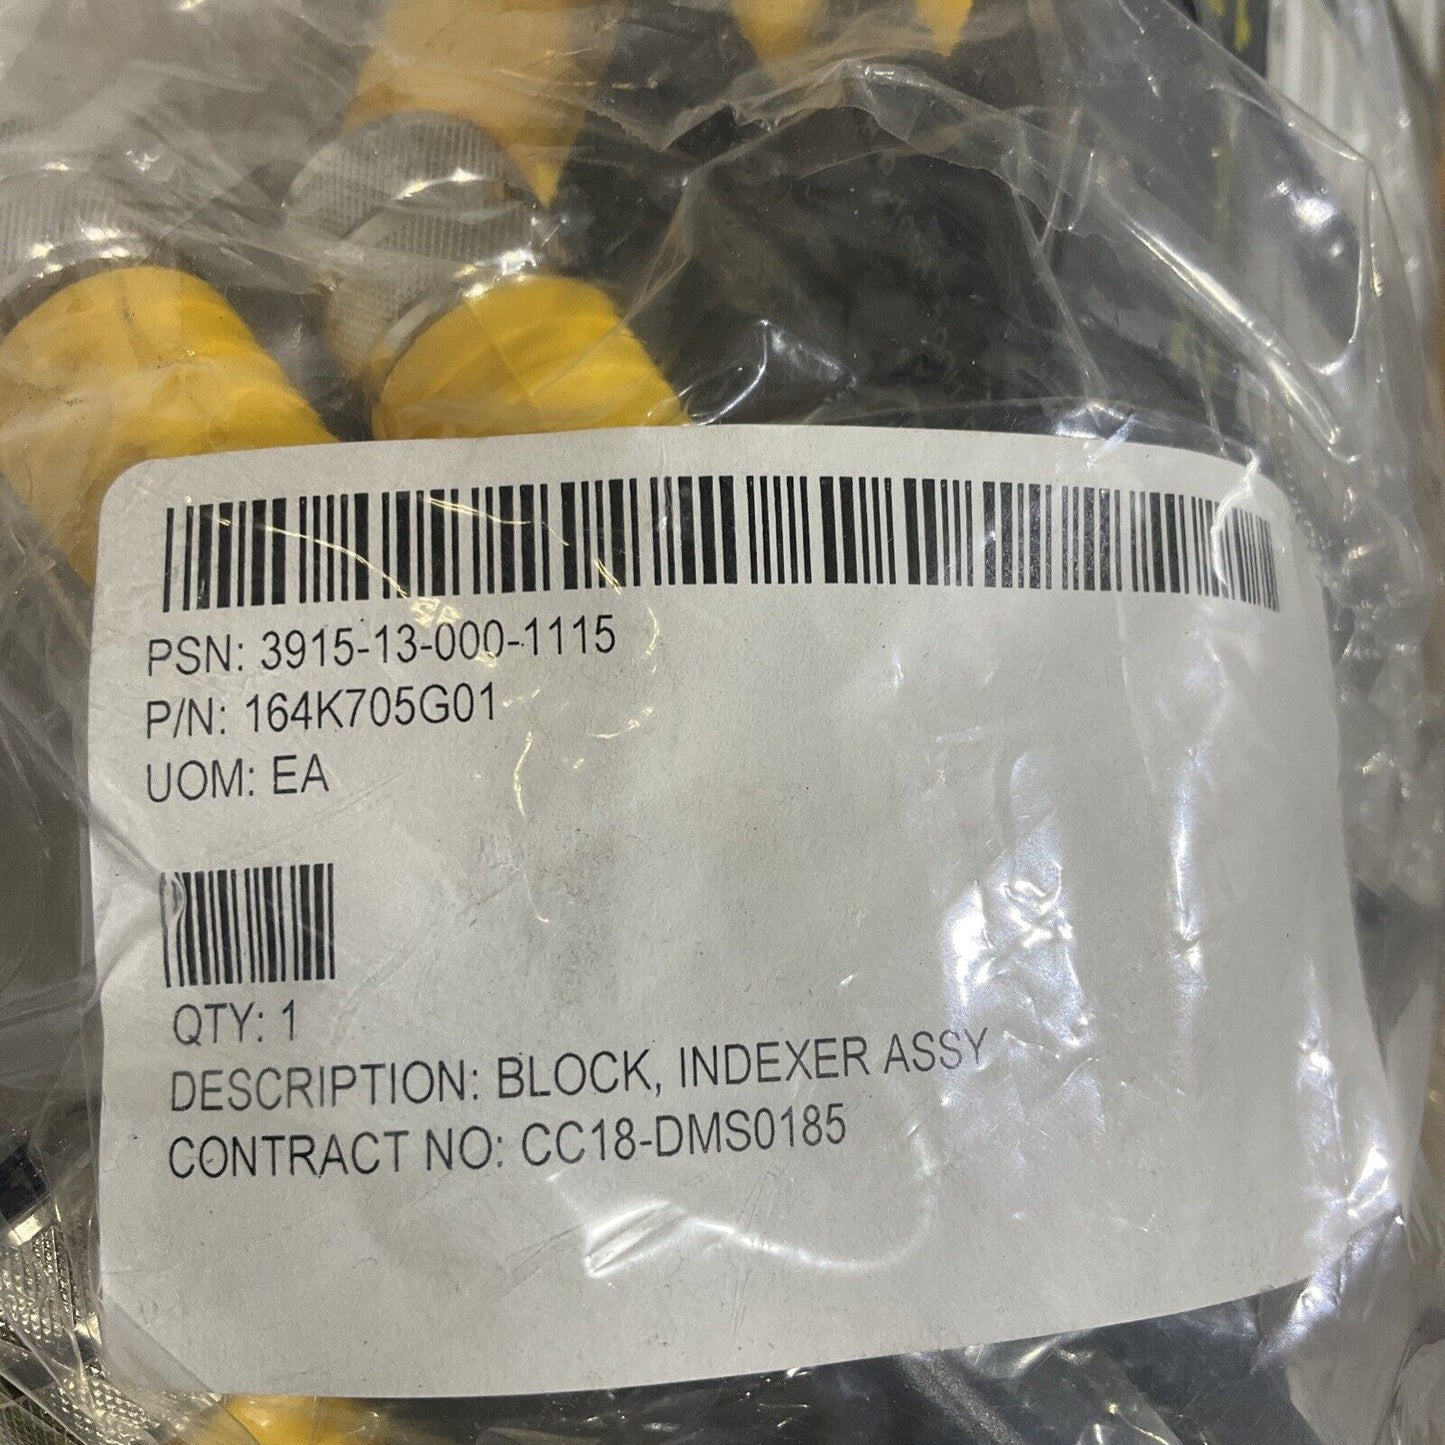 PSN: 3915-13-000-1115
P/N: 164K705G01
UOM: EA
QTY: 1
DESCRIPTION: BLOCK, INDEXER ASSY
CONTRACT NO: CC18-DMS0185